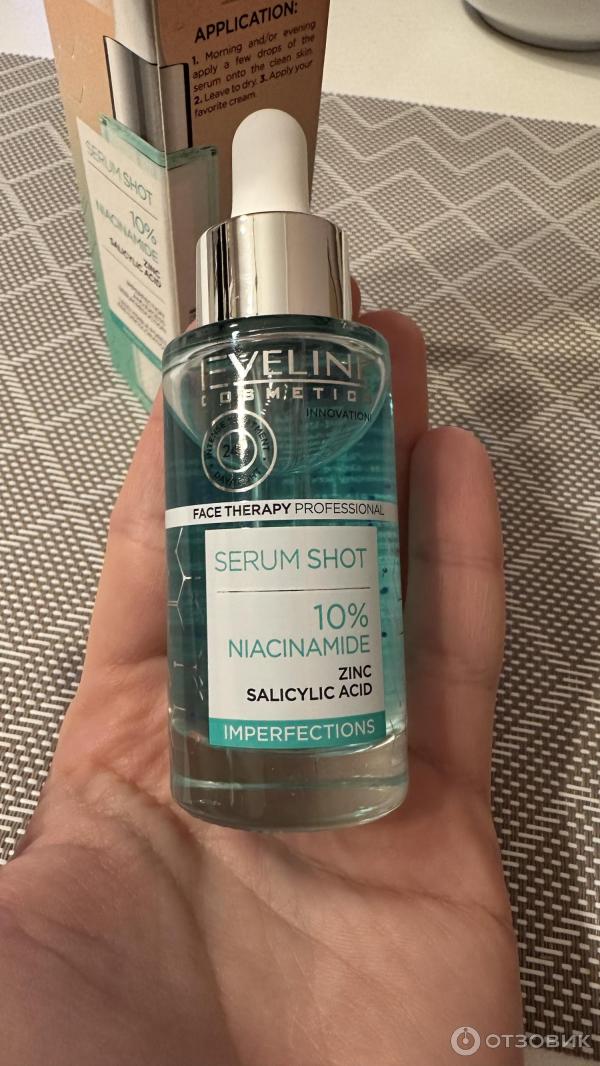 APPLICATION:
1. Morning and/or evening
apply a few drops of the
serum onto the clean skin.
2. Leave to dry. 3. Apply your
favorite cream.
SERUM SHOT
10%
NIACINAMIDE
ZINC
SALICYLIC ACID
EVELINE
COSMETICS
INNOVATION!
24h
FACE THERAPY PROFESSIONAL
SERUM SHOT
10%
NIACINAMIDE
ZINC
SALICYLIC ACID
IMPERFECTIONS
ОТЗОВИК